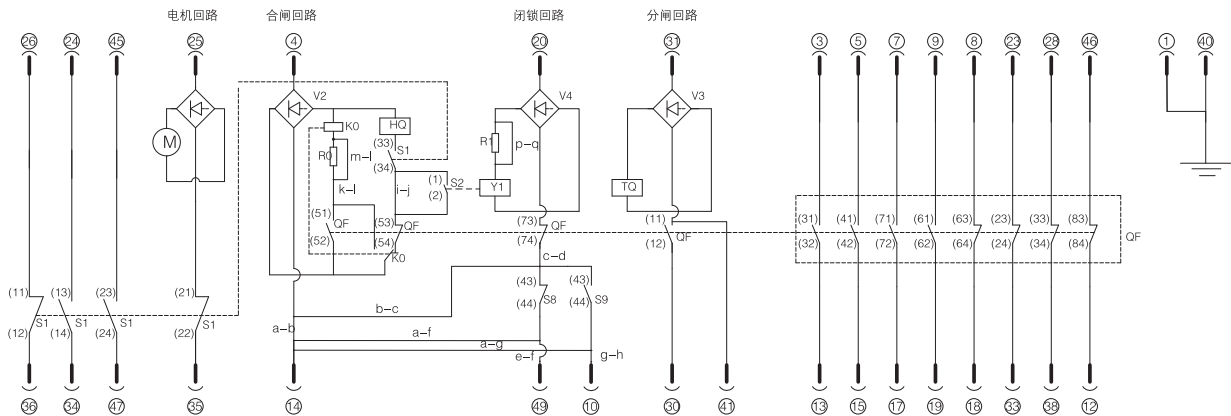 电机回路 合闸回路 闭锁回路 分闸回路
26 24 45 25 4 20 31 3 5 7 9 8 23 28 46 1 40
V2 V4 V3
K0 HQ
M
R0 m-l (33) S1 R1 p-q
(34)
k-l i-j (1) S2 Y1 TQ
(2)
(51) (53) (73) (11) (31) (41) (71) (61) (63) (23) (33) (83)
QF QF QF QF QF
(52) (54) (74) (12) (32) (42) (72) (62) (64) (24) (34) (84)
K0
c-d
(43) (43)
(11) (13) (23) (21) S8 S9
b-c (44) (44)
S1 S1 S1 S1
(12) (14) (24) (22) a-b a-f
a-g
e-f g-h
36 34 47 35 14 49 10 30 41 13 15 17 19 18 33 38 12